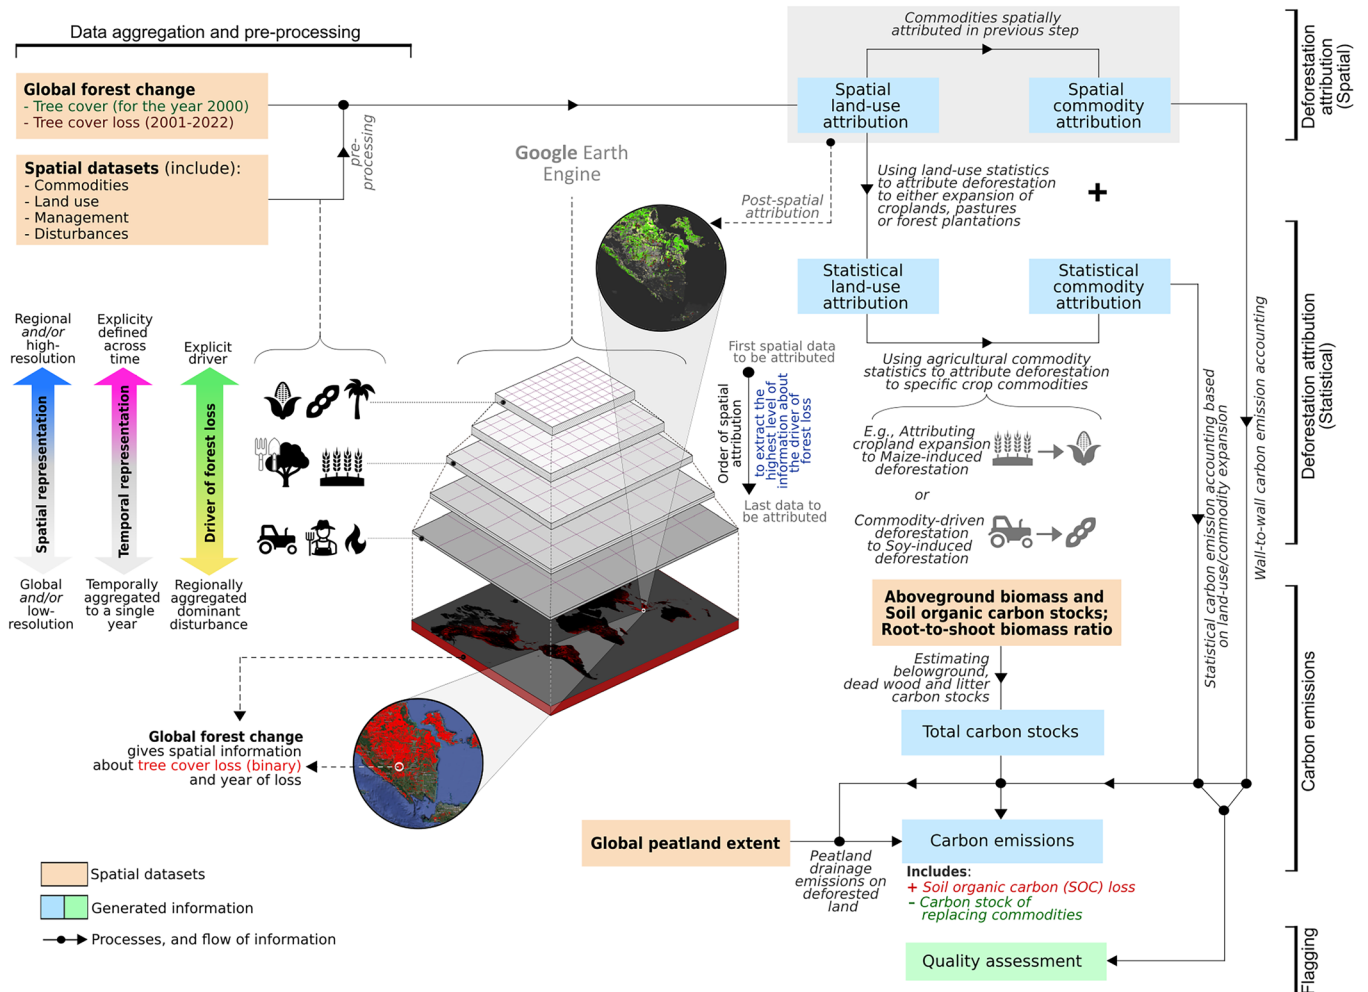 Data aggregation and pre-processing
Global forest change
- Tree cover (for the year 2000)
- Tree cover loss (2001-2022)
Spatial datasets (include):
- Commodities
- Land use
- Management
- Disturbances
pre-
processing
Google Earth
Engine
Commodities spatially
attributed in previous step
Spatial
land-use
attribution
Spatial
commodity
attribution
Deforestation
attribution
(Spatial)
Post-spatial
attribution
Using land-use statistics
to attribute deforestation
to either expansion of
croplands, pastures
or forest plantations
+
Statistical
land-use
attribution
Statistical
commodity
attribution
Using agricultural commodity
statistics to attribute deforestation
to specific crop commodities
E.g., Attributing
cropland expansion
to Maize-induced
deforestation
or
Commodity-driven
deforestation
to Soy-induced
deforestation
Statistical carbon emission accounting based
on land-use/commodity expansion
Wall-to-wall carbon emission accounting
Deforestation attribution
(Statistical)
Regional
and/or
high-
resolution
Explicity
defined
across
time
Explicit
driver
Spatial representation
Temporal representation
Driver of forest loss
Global
and/or
low-
resolution
Temporally
aggregated
to a single
year
Regionally
aggregated
dominant
disturbance
First spatial data
to be attributed
Order of spatial
attribution
to extract the
highest level of
information about
the driver of
forest loss
Last data to
be attributed
Global forest change
gives spatial information
about tree cover loss (binary)
and year of loss
Aboveground biomass and
Soil organic carbon stocks;
Root-to-shoot biomass ratio
Estimating
belowground,
dead wood and litter
carbon stocks
Total carbon stocks
Global peatland extent
Peatland
drainage
emissions on
deforested
land
Carbon emissions
Includes:
+ Soil organic carbon (SOC) loss
- Carbon stock of
replacing commodities
Carbon emissions
Quality assessment
Flagging
Spatial datasets
Generated information
Processes, and flow of information